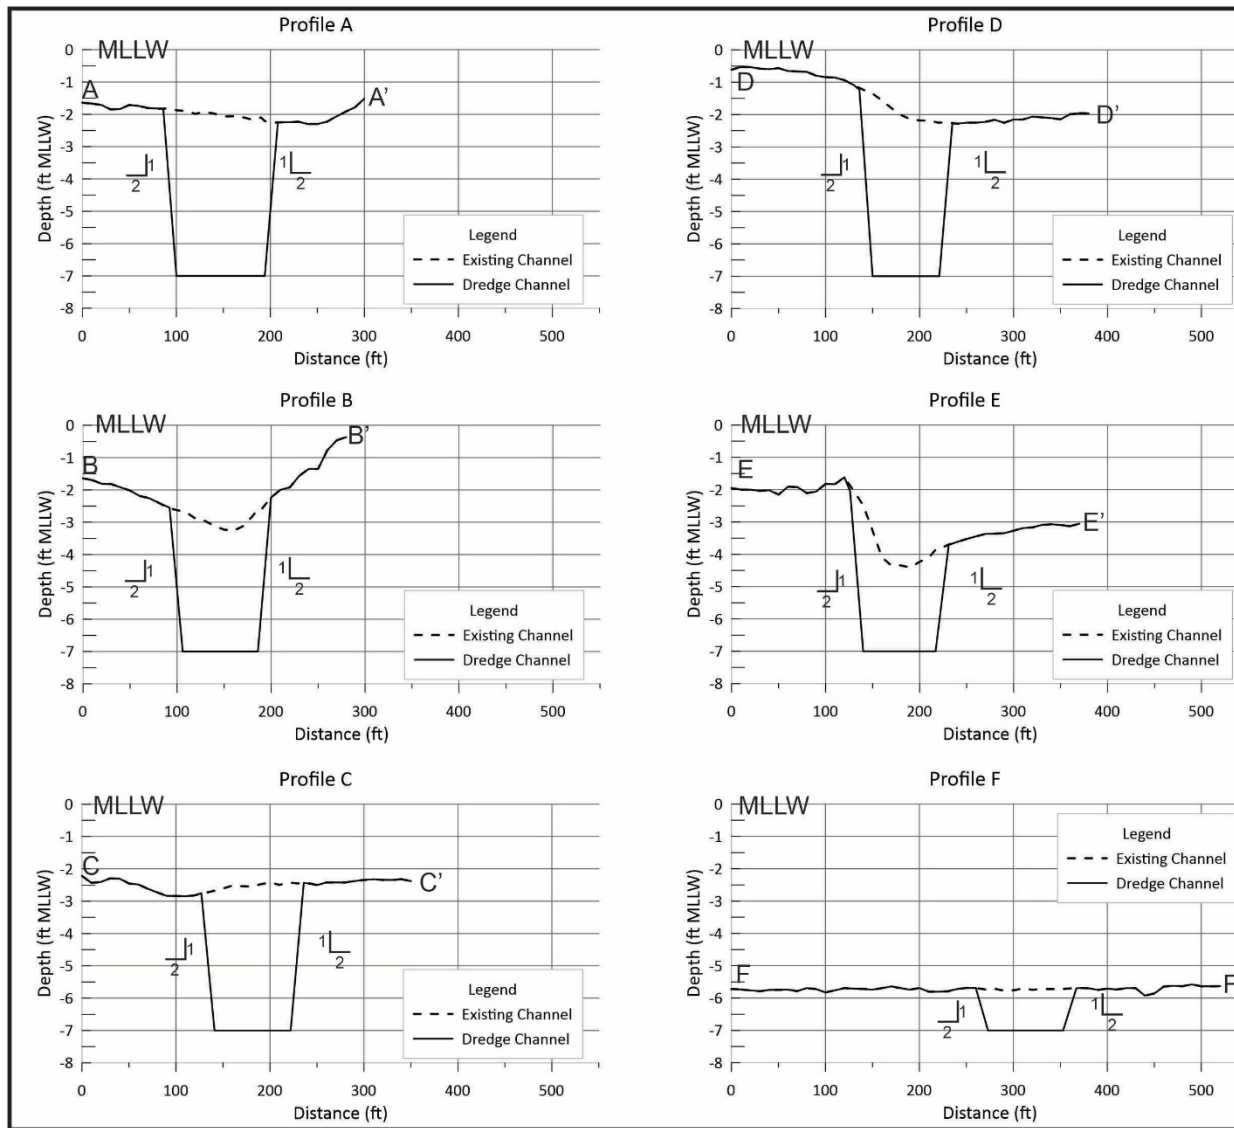 Profile A
MLLW
A
A'
1
2
1
2
0
-1
-2
-3
-4
-5
-6
-7
-8
Depth (ft MLLW)
Legend
Existing Channel
Dredge Channel
0 100 200 300 400 500
Distance (ft)
Profile D
MLLW
D
D'
1
2
1
2
0
-1
-2
-3
-4
-5
-6
-7
-8
Depth (ft MLLW)
Legend
Existing Channel
Dredge Channel
0 100 200 300 400 500
Distance (ft)
Profile B
MLLW
B
B'
1
2
1
2
0
-1
-2
-3
-4
-5
-6
-7
-8
Depth (ft MLLW)
Legend
Existing Channel
Dredge Channel
0 100 200 300 400 500
Distance (ft)
Profile E
MLLW
E
E'
1
2
1
2
0
-1
-2
-3
-4
-5
-6
-7
-8
Depth (ft MLLW)
Legend
Existing Channel
Dredge Channel
0 100 200 300 400 500
Distance (ft)
Profile C
MLLW
C
C'
1
2
1
2
0
-1
-2
-3
-4
-5
-6
-7
-8
Depth (ft MLLW)
Legend
Existing Channel
Dredge Channel
0 100 200 300 400 500
Distance (ft)
Profile F
MLLW
F
F
1
2
1
2
0
-1
-2
-3
-4
-5
-6
-7
-8
Depth (ft MLLW)
Legend
Existing Channel
Dredge Channel
0 100 200 300 400 500
Distance (ft)